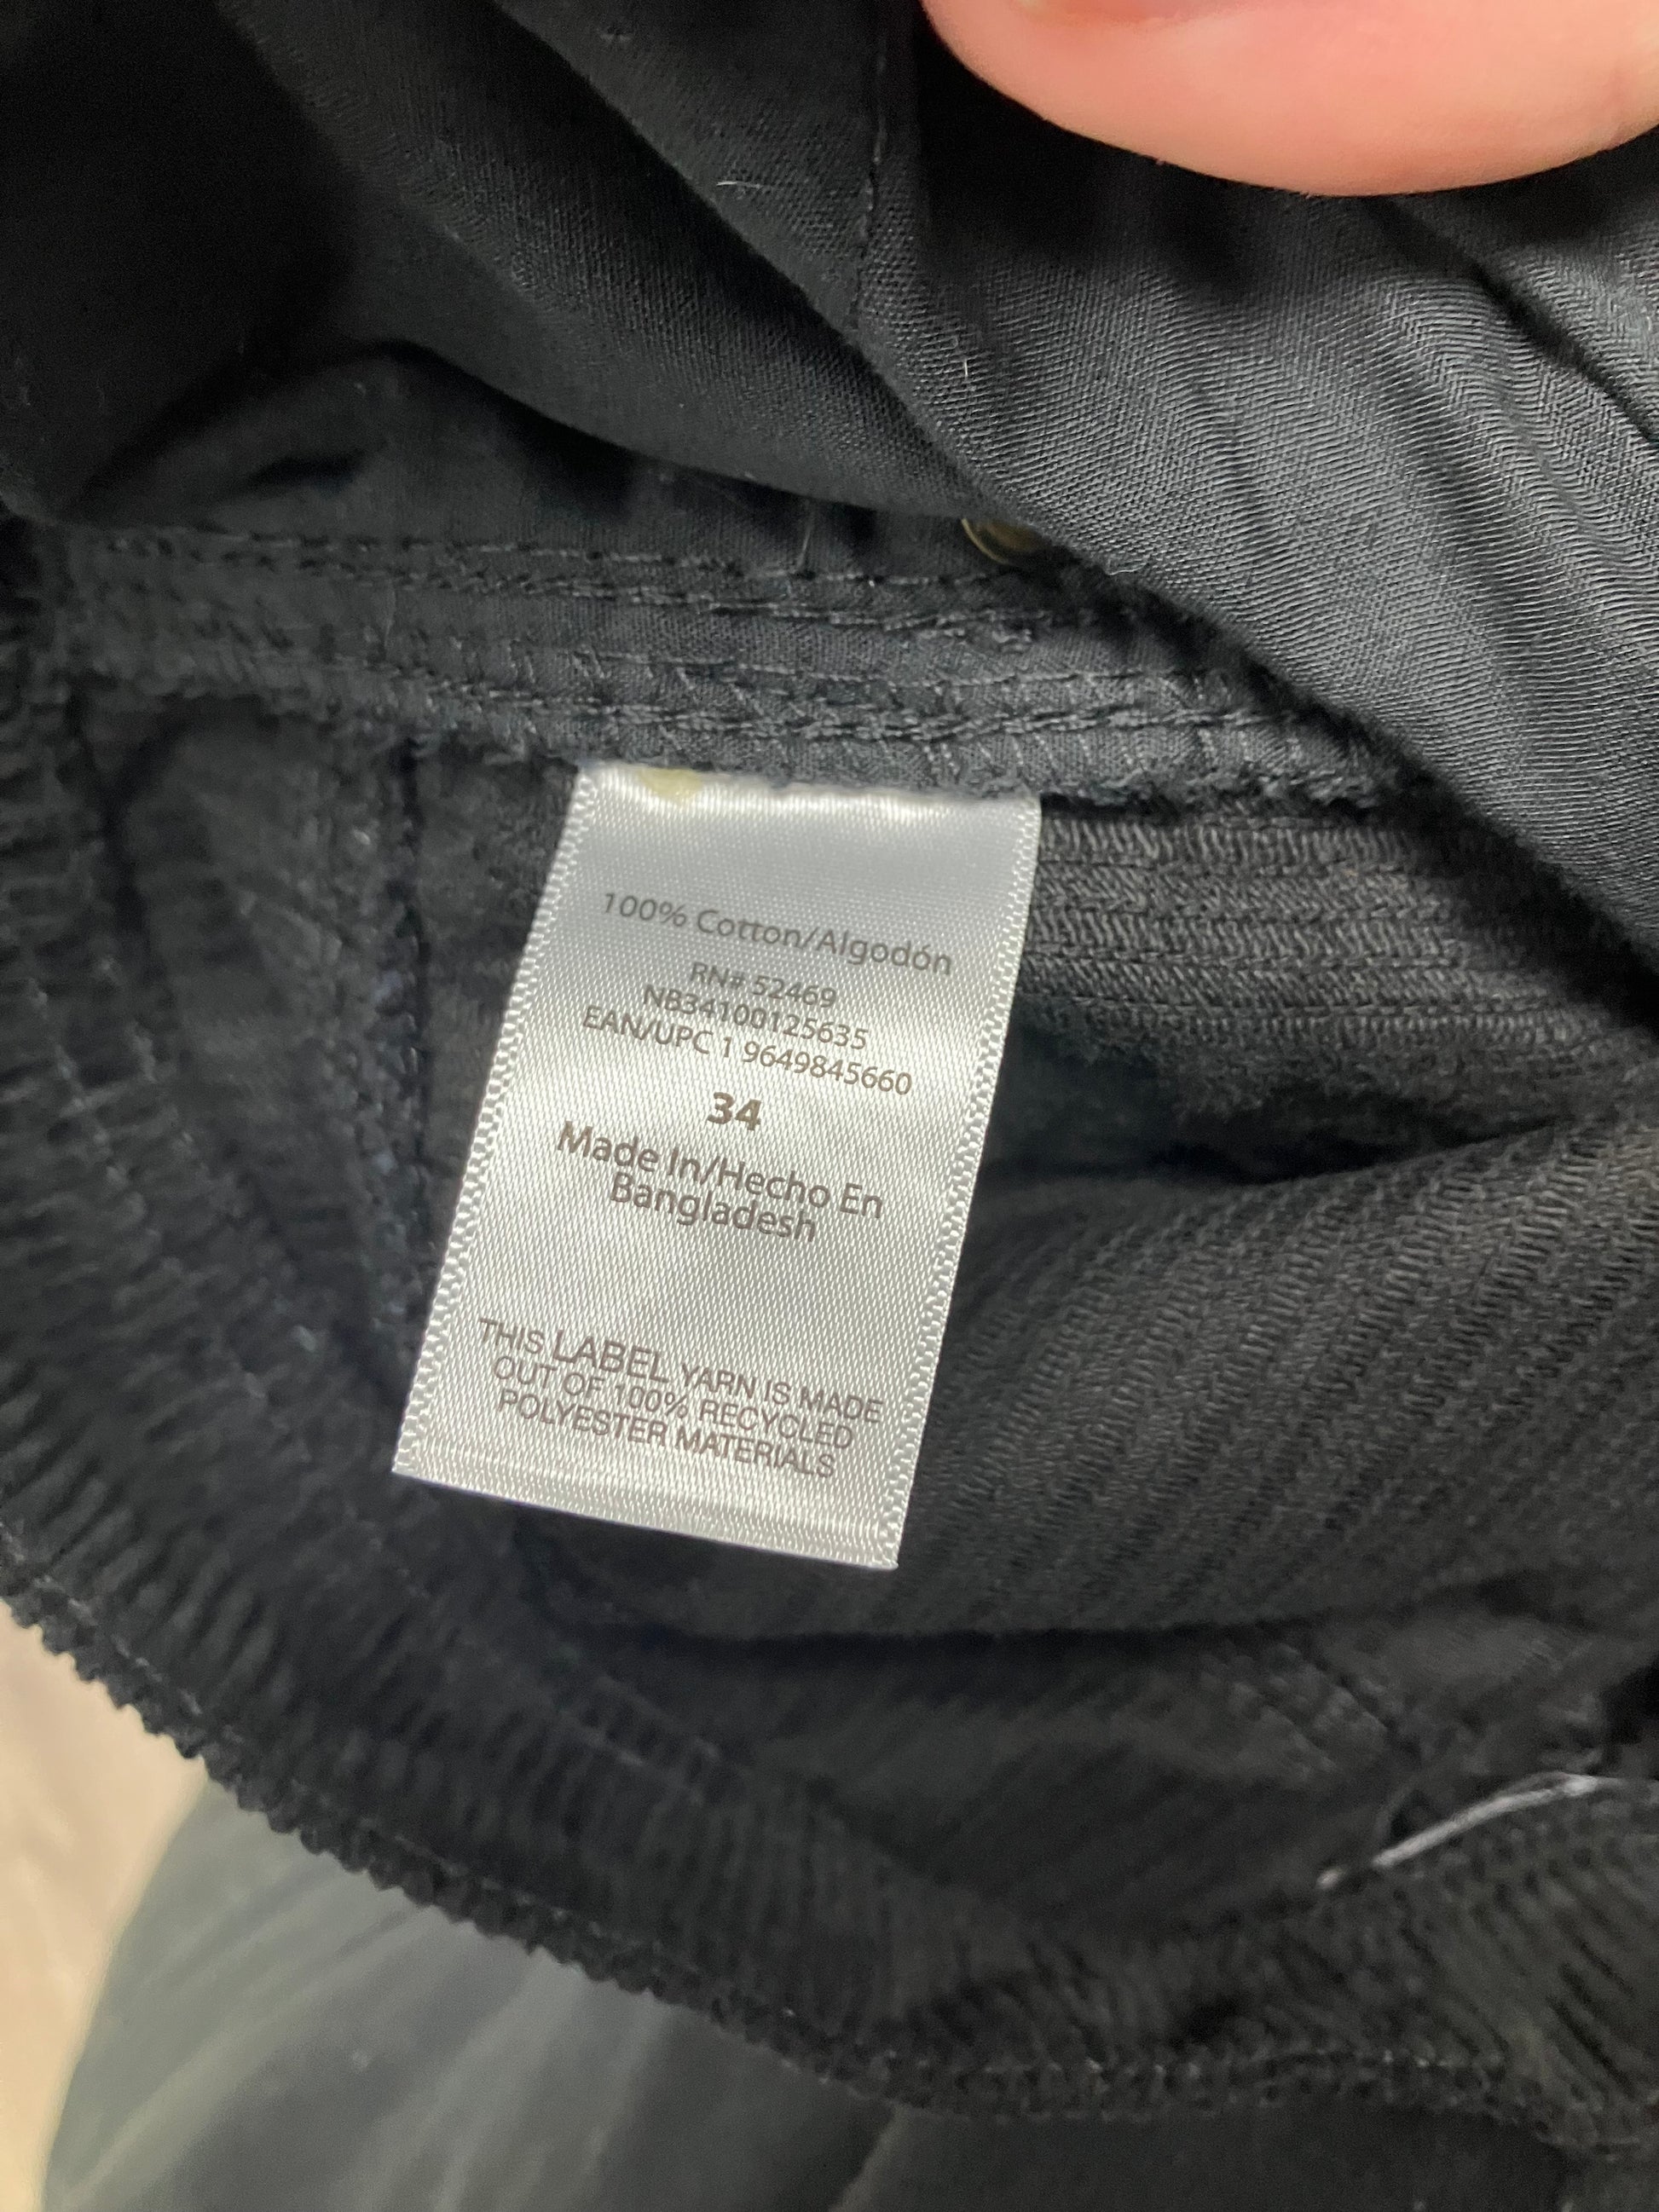 100% Cotton/Algodón
RN# 52469
NB34100125635
EAN/UPC 1 9649845660
34
Made In/Hecho En
Bangladesh
THIS LABEL YARN IS MADE
OUT OF 100% RECYCLED
POLYESTER MATERIALS